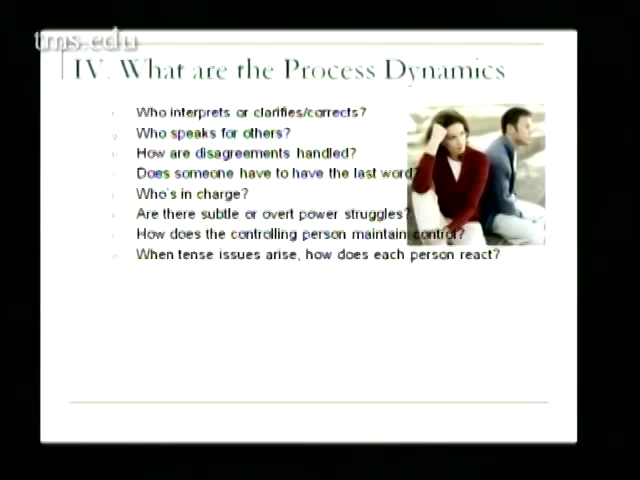 tms.edu
IV. What are the Process Dynamics
Who interprets or clarifies/corrects?
Who speaks for others?
How are disagreements handled?
Does someone have to have the last word?
Who's in charge?
Are there subtle or overt power struggles?
How does the controlling person maintain control?
When tense issues arise, how does each person react?